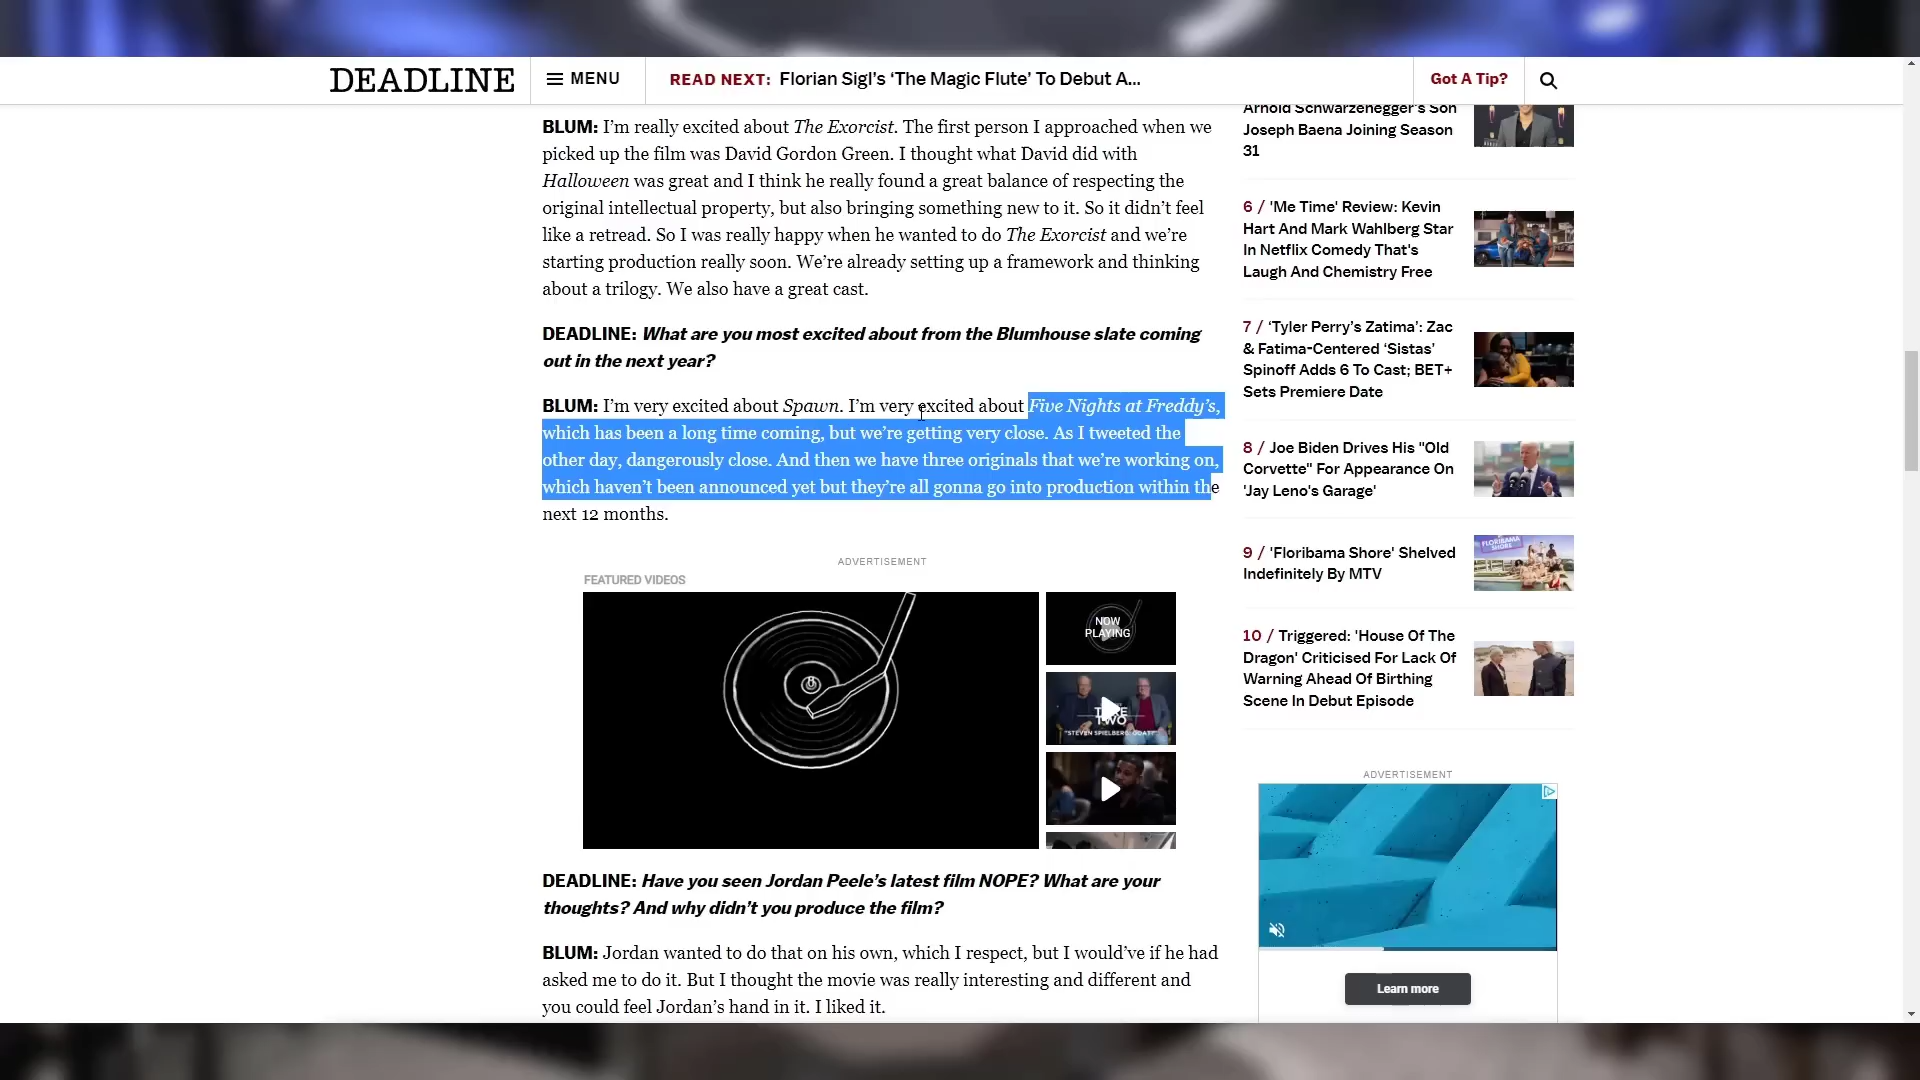 DEADLINE
MENU
READ NEXT: Florian Sigl’s ‘The Magic Flute’ To Debut A...
Got A Tip?
BLUM: I’m really excited about The Exorcist. The first person I approached when we
picked up the film was David Gordon Green. I thought what David did with
Halloween was great and I think he really found a great balance of respecting the
original intellectual property, but also bringing something new to it. So it didn’t feel
like a retread. So I was really happy when he wanted to do The Exorcist and we’re
starting production really soon. We’re already setting up a framework and thinking
about a trilogy. We also have a great cast.
DEADLINE: What are you most excited about from the Blumhouse slate coming
out in the next year?
BLUM: I’m very excited about Spawn. I’m very excited about Five Nights at Freddy’s,
which has been a long time coming, but we’re getting very close. As I tweeted the
other day, dangerously close. And then we have three originals that we’re working on,
which haven’t been announced yet but they’re all gonna go into production within the
next 12 months.
ADVERTISEMENT
FEATURED VIDEOS
NOW
PLAYING
TAKE
TWO
"STEVEN SPIELBERG: GOAT!"
DEADLINE: Have you seen Jordan Peele’s latest film NOPE? What are your
thoughts? And why didn’t you produce the film?
BLUM: Jordan wanted to do that on his own, which I respect, but I would’ve if he had
asked me to do it. But I thought the movie was really interesting and different and
you could feel Jordan’s hand in it. I liked it.
Arnold Schwarzenegger's Son
Joseph Baena Joining Season
31
6 / 'Me Time' Review: Kevin
Hart And Mark Wahlberg Star
In Netflix Comedy That's
Laugh And Chemistry Free
7 / ‘Tyler Perry’s Zatima’: Zac
& Fatima-Centered ‘Sistas’
Spinoff Adds 6 To Cast; BET+
Sets Premiere Date
8 / Joe Biden Drives His "Old
Corvette" For Appearance On
'Jay Leno's Garage'
9 / 'Floribama Shore' Shelved
Indefinitely By MTV
FLORIBAMA
SHORE
10 / Triggered: 'House Of The
Dragon' Criticised For Lack Of
Warning Ahead Of Birthing
Scene In Debut Episode
ADVERTISEMENT
Learn more